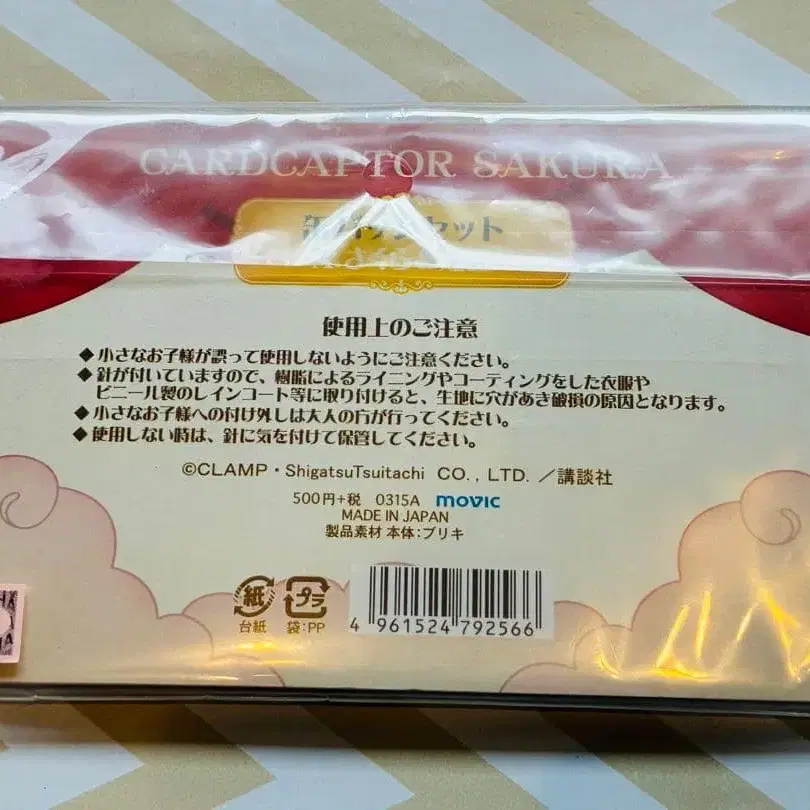 CARDCAPTOR SAKURA
缶バッジセット
使用上のご注意
◆小さなお子様が誤って使用しないようにご注意ください。
◆針が付いていますので、樹脂によるライニングやコーティングをした衣服や
ビニール製のレインコート等に取り付けると、生地に穴があき破損の原因となります。
◆小さなお子様への付け外しは大人の方が行ってください。
◆使用しない時は、針に気を付けて保管してください。
©CLAMP・ShigatsuTsuitachi CO., LTD. ／講談社
500円+税 0315A movic
MADE IN JAPAN
製品素材 本体:ブリキ
紙 プラ
台紙 袋:PP
4 961524 792566